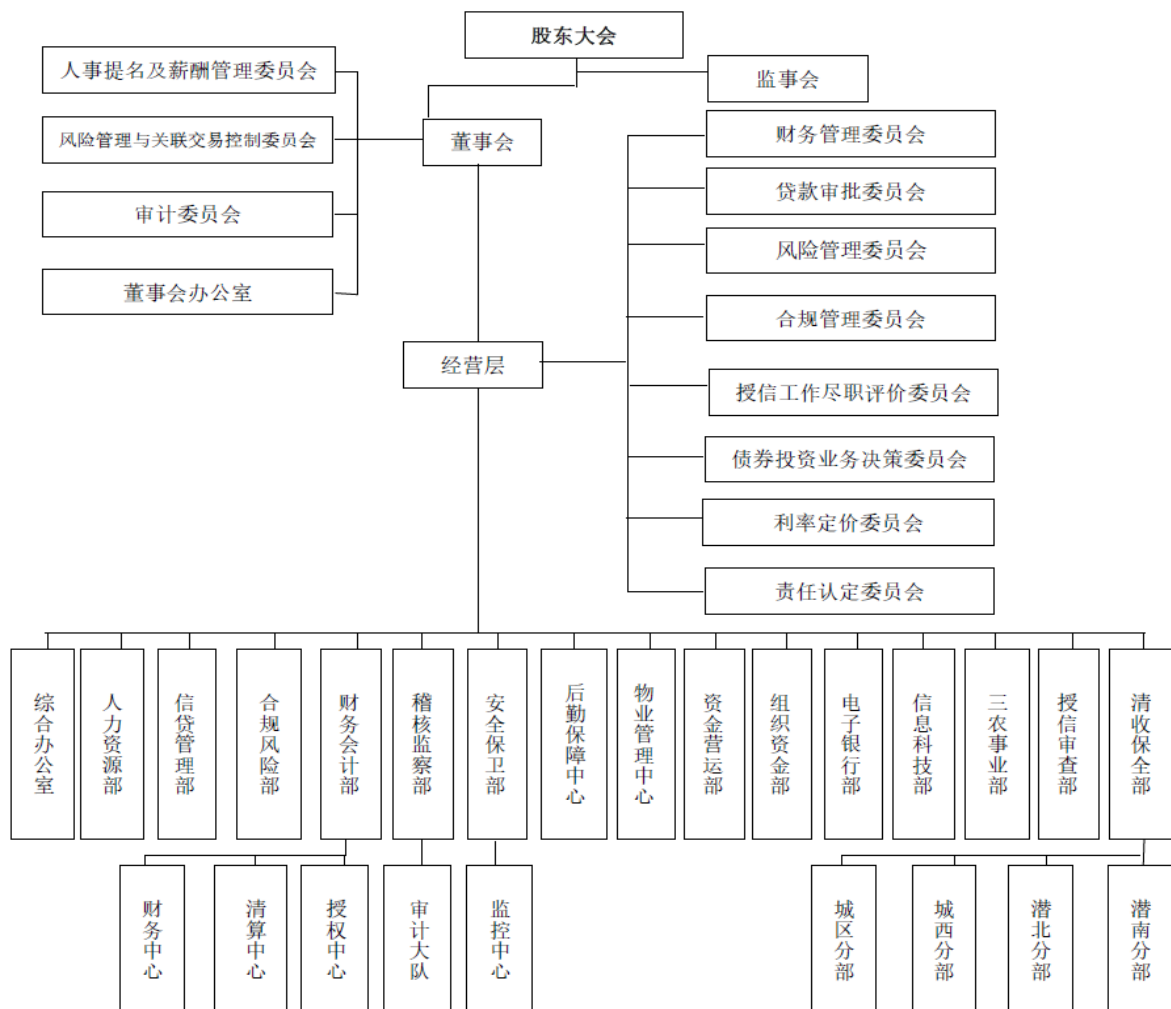 股东大会
人事提名及薪酬管理委员会
监事会
风险管理与关联交易控制委员会
董事会
财务管理委员会
贷款审批委员会
审计委员会
风险管理委员会
董事会办公室
合规管理委员会
经营层
授信工作尽职评价委员会
债券投资业务决策委员会
利率定价委员会
责任认定委员会
综合办公室
人力资源部
信贷管理部
合规风险部
财务会计部
稽核监察部
安全保卫部
后勤保障中心
物业管理中心
资金营运部
组织资金部
电子银行部
信息科技部
三农事业部
授信审查部
清收保全部
财务中心
清算中心
授权中心
审计大队
监控中心
城区分部
城西分部
潜北分部
潜南分部